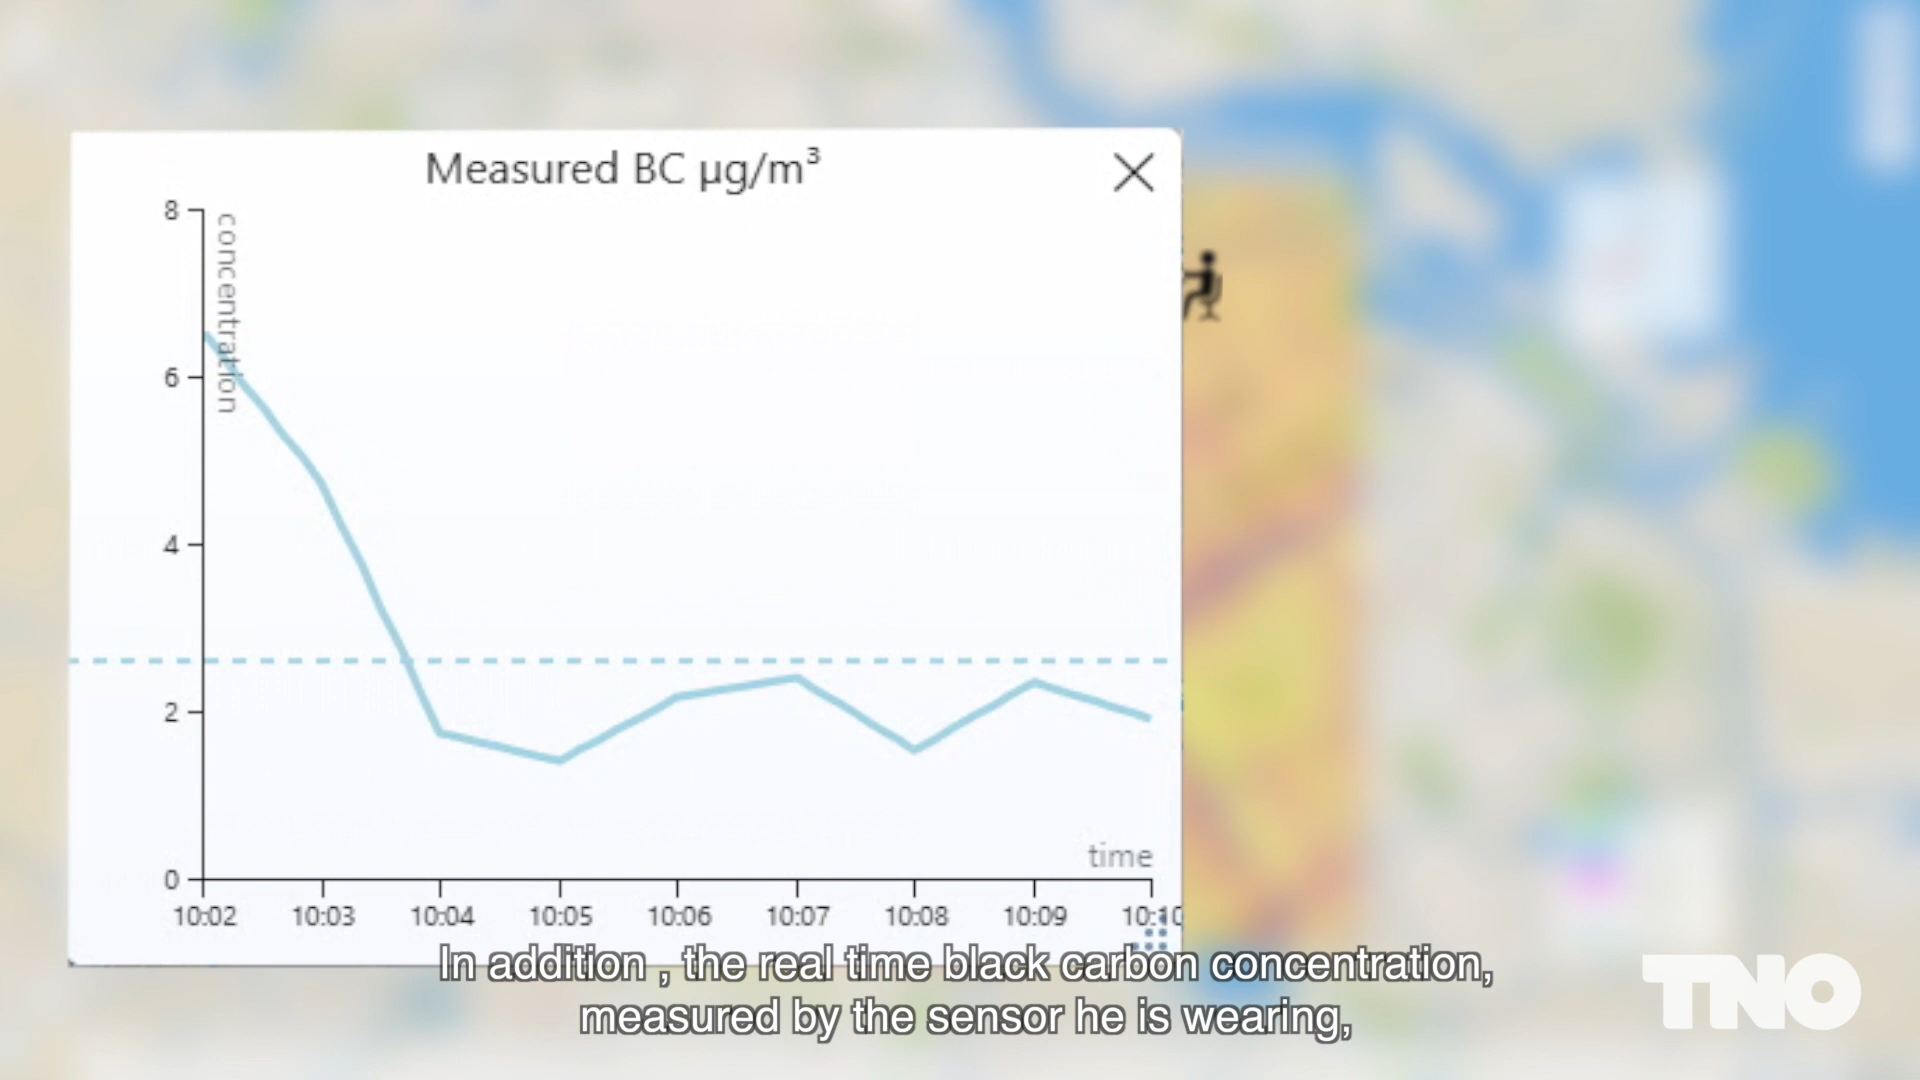 Measured BC µg/m³
8
concentration
6
4
2
0
time
10:02 10:03 10:04 10:05 10:06 10:07 10:08 10:09 10:10
In addition , the real time black carbon concentration,
measured by the sensor he is wearing,
TNO